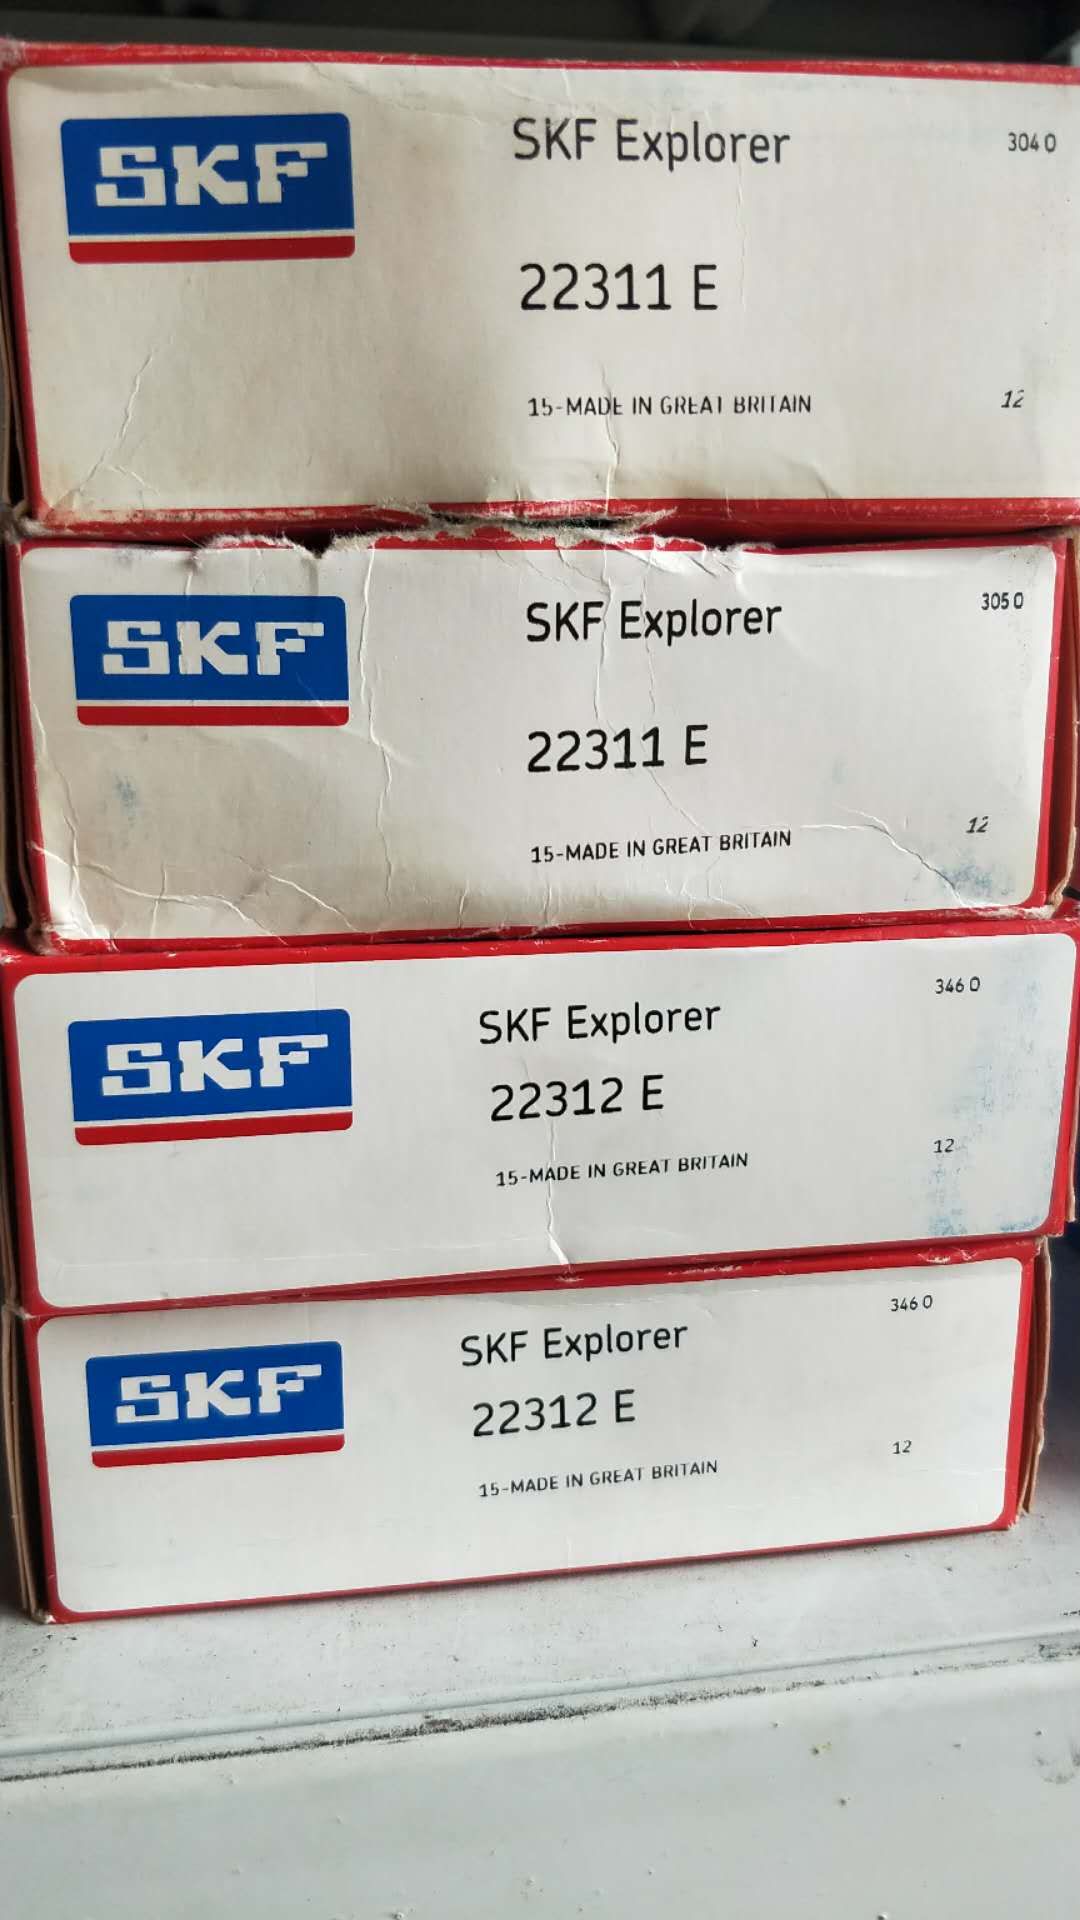 SKF
SKF Explorer
304 0
22311 E
15-MADE IN GREAT BRITAIN
12
SKF
SKF Explorer
305 0
22311 E
15-MADE IN GREAT BRITAIN
12
SKF
SKF Explorer
346 0
22312 E
15-MADE IN GREAT BRITAIN
12
SKF
SKF Explorer
346 0
22312 E
15-MADE IN GREAT BRITAIN
12